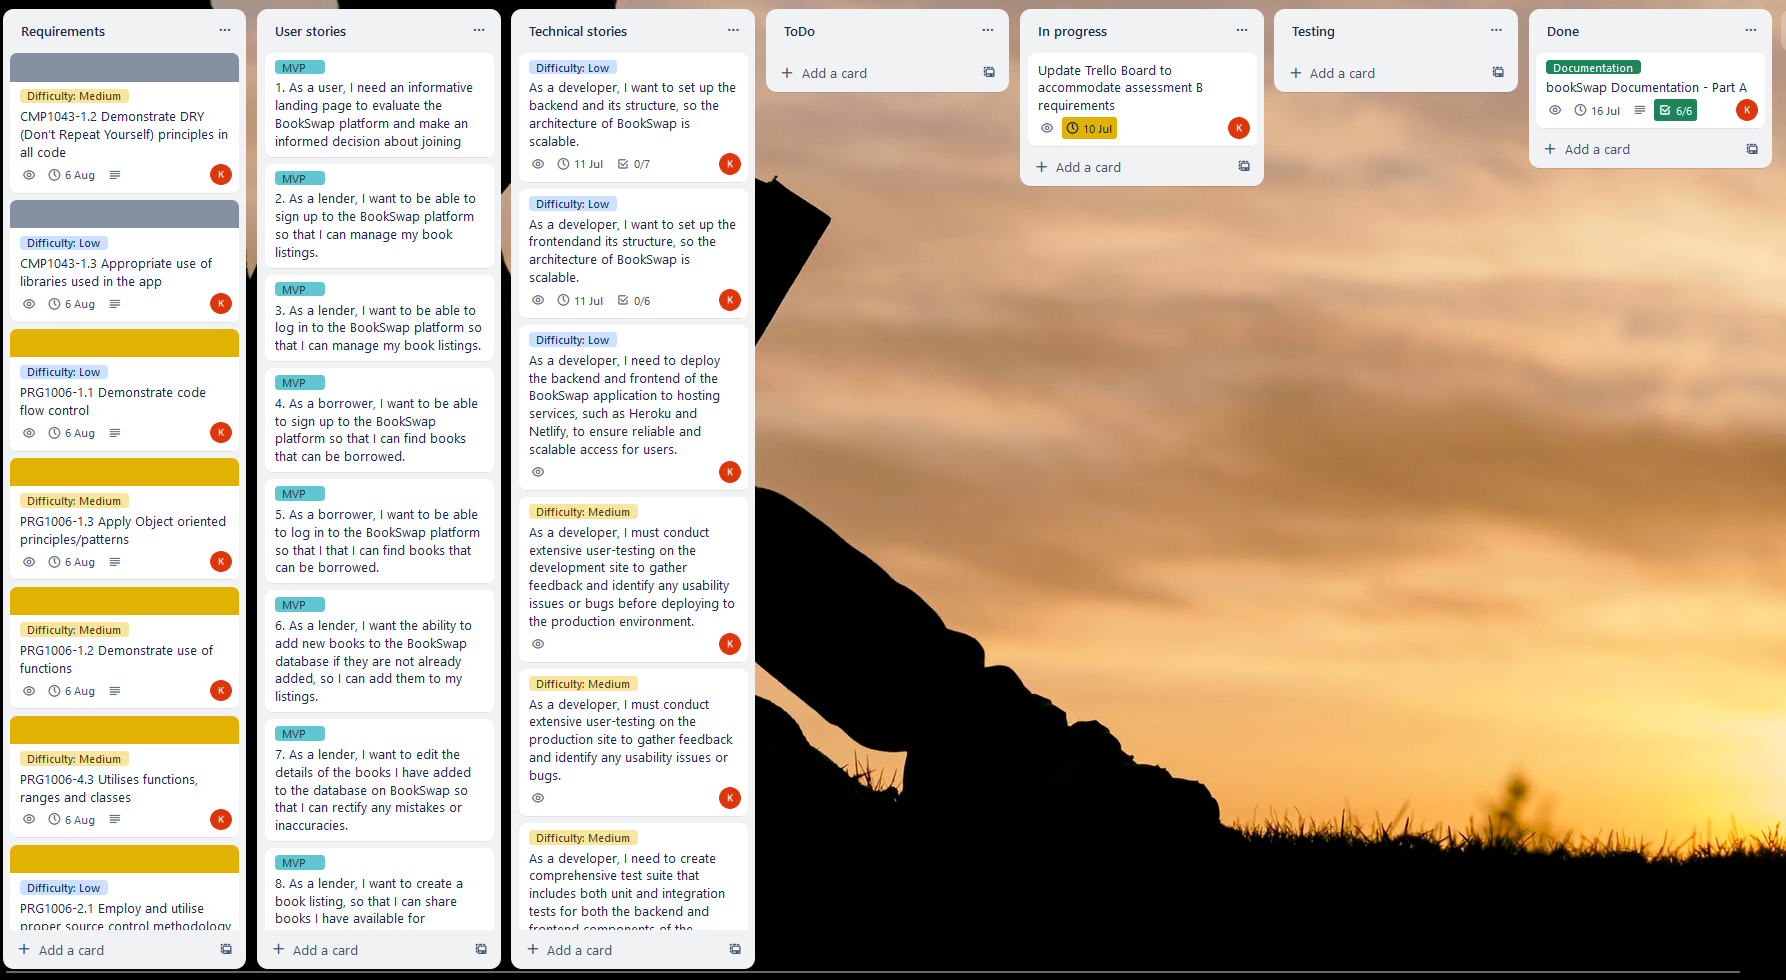 Requirements
Difficulty: Medium
CMP1043-1.2 Demonstrate DRY
(Don't Repeat Yourself) principles in
all code
6 Aug
K
Difficulty: Low
CMP1043-1.3 Appropriate use of
libraries used in the app
6 Aug
K
Difficulty: Low
PRG1006-1.1 Demonstrate code
flow control
6 Aug
K
Difficulty: Medium
PRG1006-1.3 Apply Object oriented
principles/patterns
6 Aug
K
Difficulty: Medium
PRG1006-1.2 Demonstrate use of
functions
6 Aug
K
Difficulty: Medium
PRG1006-4.3 Utilises functions,
ranges and classes
6 Aug
K
Difficulty: Low
PRG1006-2.1 Employ and utilise
proper source control methodology
+ Add a card
User stories
MVP
1. As a user, I need an informative
landing page to evaluate the
BookSwap platform and make an
informed decision about joining
MVP
2. As a lender, I want to be able to
sign up to the BookSwap platform
so that I can manage my book
listings.
MVP
3. As a lender, I want to be able to
log in to the BookSwap platform so
that I can manage my book listings.
MVP
4. As a borrower, I want to be able
to sign up to the BookSwap
platform so that I can find books
that can be borrowed.
MVP
5. As a borrower, I want to be able
to log in to the BookSwap platform
so that I that I can find books that
can be borrowed.
MVP
6. As a lender, I want the ability to
add new books to the BookSwap
database if they are not already
added, so I can add them to my
listings.
MVP
7. As a lender, I want to edit the
details of the books I have added
to the database on BookSwap so
that I can rectify any mistakes or
inaccuracies.
MVP
8. As a lender, I want to create a
book listing, so that I can share
books I have available for
+ Add a card
Technical stories
Difficulty: Low
As a developer, I want to set up the
backend and its structure, so the
architecture of BookSwap is
scalable.
11 Jul 0/7
K
Difficulty: Low
As a developer, I want to set up the
frontendand its structure, so the
architecture of BookSwap is
scalable.
11 Jul 0/6
K
Difficulty: Low
As a developer, I need to deploy
the backend and frontend of the
BookSwap application to hosting
services, such as Heroku and
Netlify, to ensure reliable and
scalable access for users.
K
Difficulty: Medium
As a developer, I must conduct
extensive user-testing on the
development site to gather
feedback and identify any usability
issues or bugs before deploying to
the production environment.
K
Difficulty: Medium
As a developer, I must conduct
extensive user-testing on the
production site to gather feedback
and identify any usability issues or
bugs.
K
Difficulty: Medium
As a developer, I need to create
comprehensive test suite that
includes both unit and integration
tests for both the backend and
frontend components of the
+ Add a card
ToDo
+ Add a card
In progress
Update Trello Board to
accommodate assessment B
requirements
10 Jul
K
+ Add a card
Testing
+ Add a card
Done
Documentation
bookSwap Documentation - Part A
16 Jul 6/6
K
+ Add a card